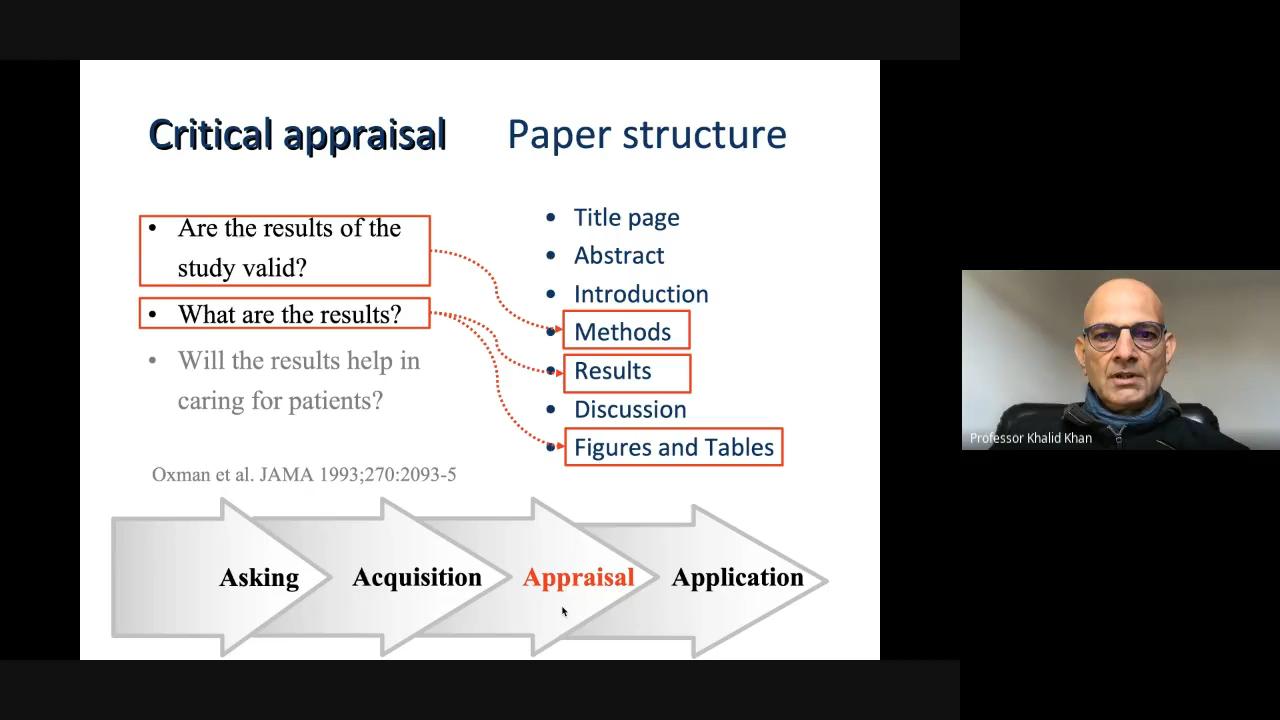 Critical appraisal
Paper structure
• Are the results of the
study valid?
• What are the results?
• Will the results help in
caring for patients?
Oxman et al. JAMA 1993;270:2093-5
• Title page
• Abstract
• Introduction
• Methods
• Results
• Discussion
• Figures and Tables
Asking
Acquisition
Appraisal
Application
Professor Khalid Khan